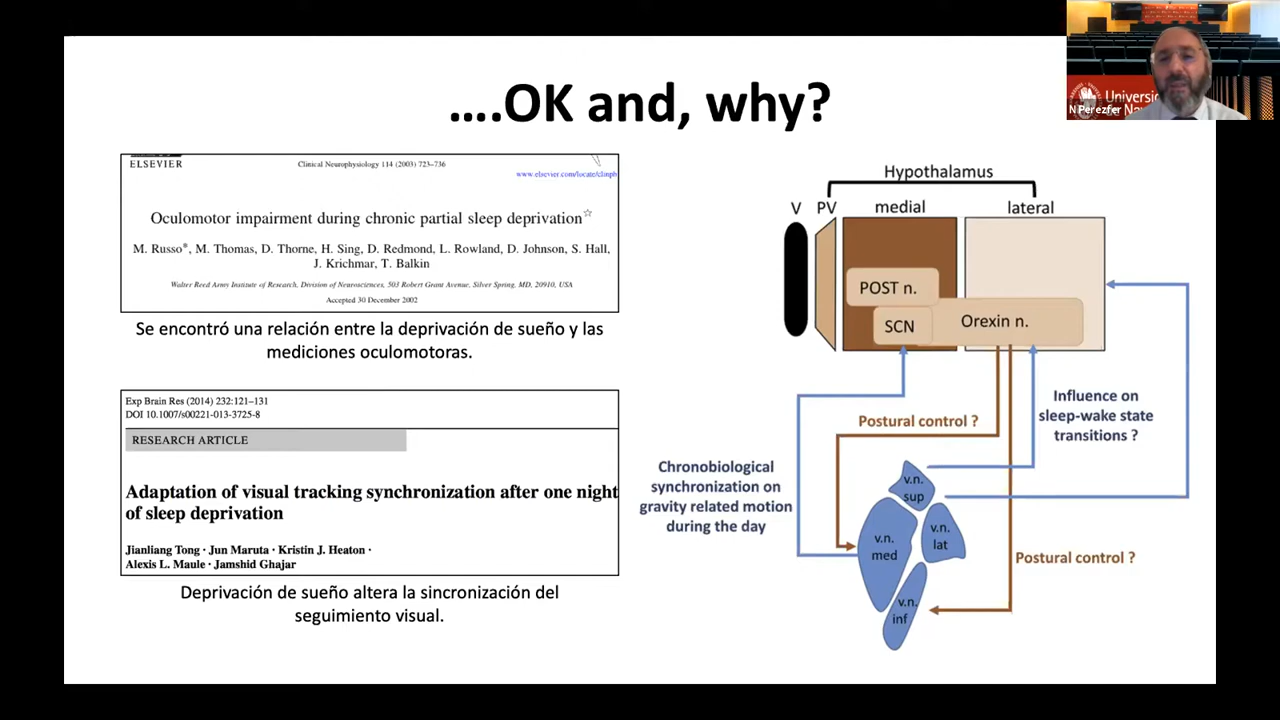 ....OK and, why?
ELSEVIER
Clinical Neurophysiology 114 (2003) 723–736
www.elsevier.com/locate/clinph
Oculomotor impairment during chronic partial sleep deprivation☆
M. Russo*, M. Thomas, D. Thorne, H. Sing, D. Redmond, L. Rowland, D. Johnson, S. Hall,
J. Krichmar, T. Balkin
Walter Reed Army Institute of Research, Division of Neurosciences, 503 Robert Grant Avenue, Silver Spring, MD, 20910, USA
Accepted 30 December 2002
Se encontró una relación entre la deprivación de sueño y las
mediciones oculomotoras.
Exp Brain Res (2014) 232:121–131
DOI 10.1007/s00221-013-3725-8
RESEARCH ARTICLE
Adaptation of visual tracking synchronization after one night
of sleep deprivation
Jianliang Tong · Jun Maruta · Kristin J. Heaton ·
Alexis L. Maule · Jamshid Ghajar
Deprivación de sueño altera la sincronización del
seguimiento visual.
Hypothalamus
V PV medial lateral
POST n.
SCN
Orexin n.
Influence on
sleep-wake state
transitions ?
Postural control ?
Chronobiological
synchronization on
gravity related motion
during the day
v.n.
sup
v.n.
lat
v.n.
med
v.n.
inf
Postural control ?
Univers
de Nav
N Perezfer